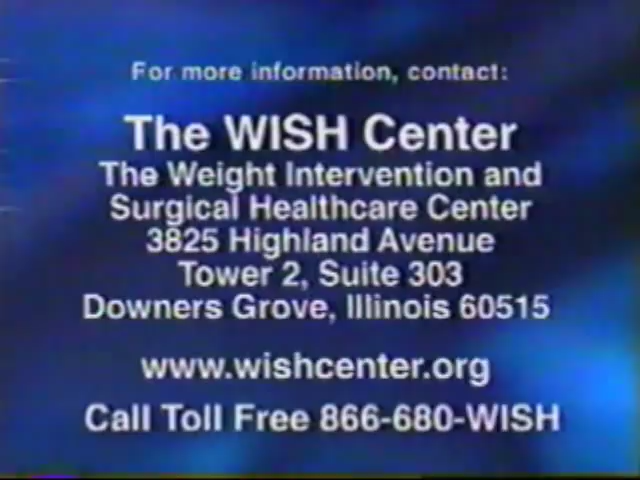 For more information, contact:
The WISH Center
The Weight Intervention and
Surgical Healthcare Center
3825 Highland Avenue
Tower 2, Suite 303
Downers Grove, Illinois 60515
www.wishcenter.org
Call Toll Free 866-680-WISH